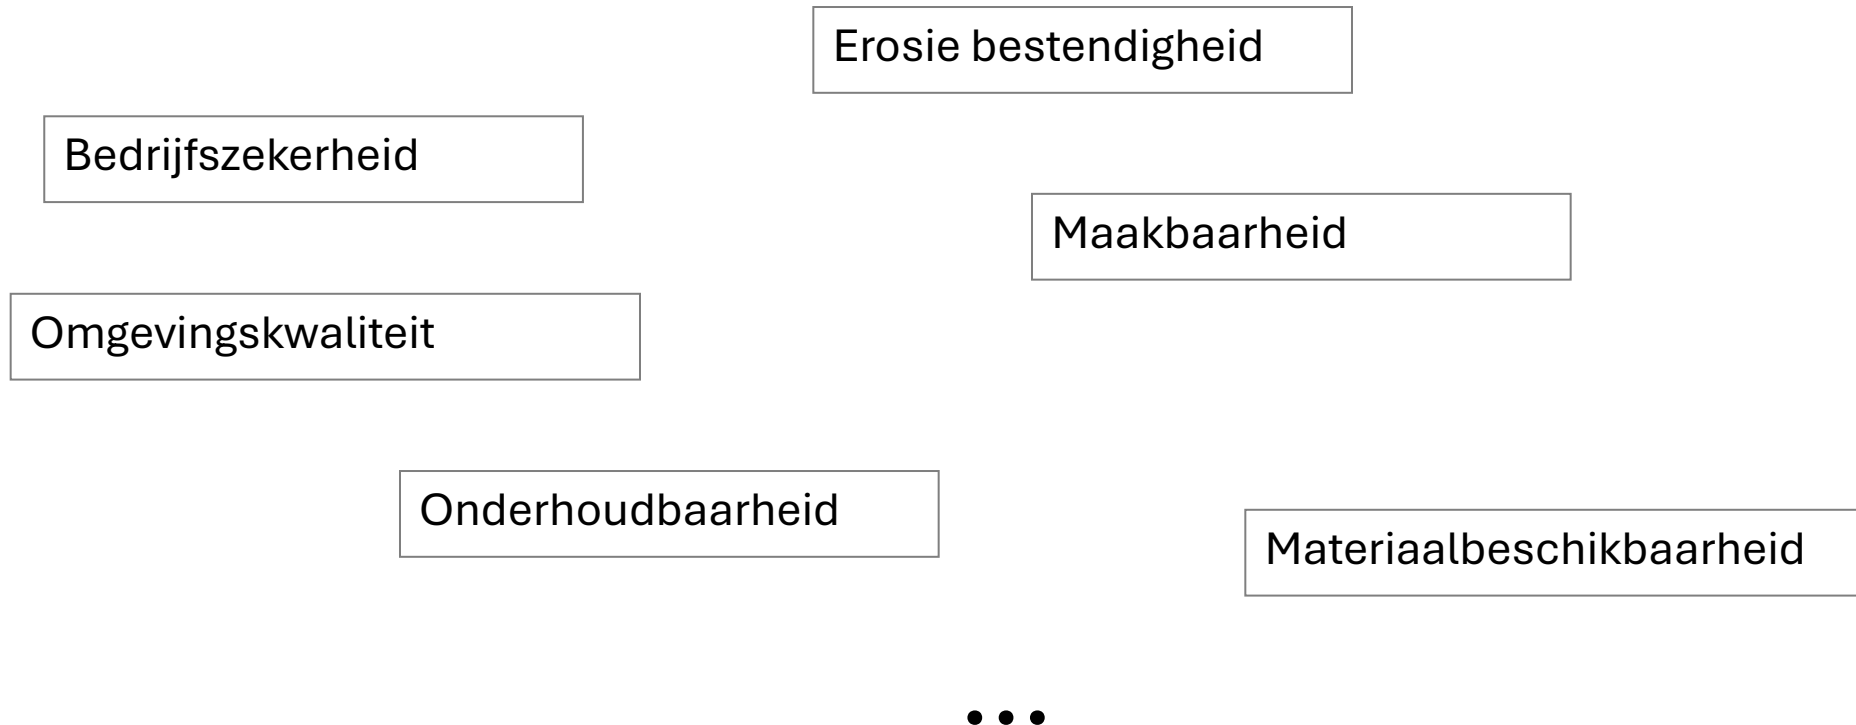 Erosie bestendigheid
Bedrijfszekerheid
Maakbaarheid
Omgevingskwaliteit
Onderhoudbaarheid
Materiaalbeschikbaarheid
...